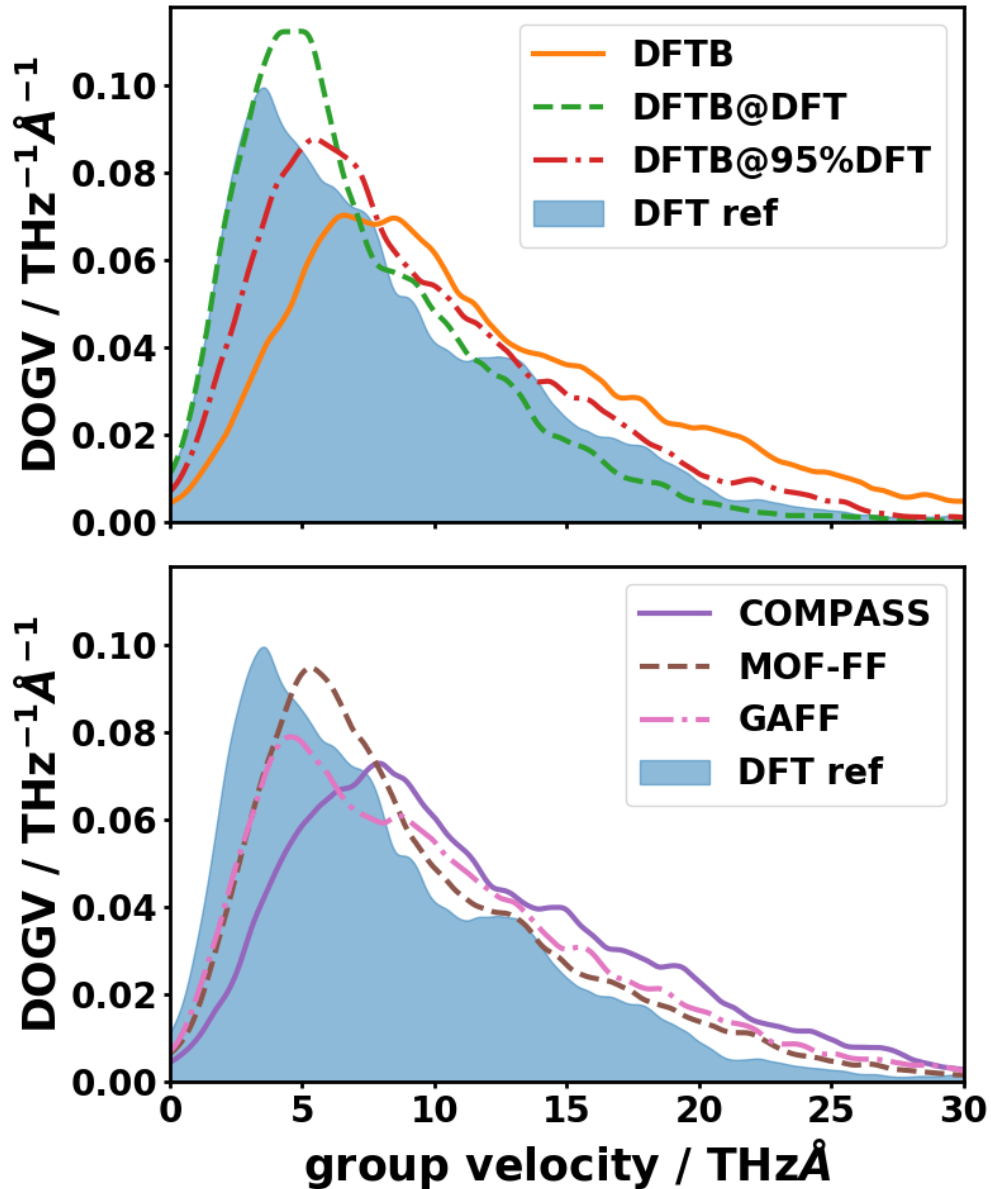 DOGV / THz⁻¹Å⁻¹
0.10
0.08
0.06
0.04
0.02
0.00
DFTB
DFTB@DFT
DFTB@95%DFT
DFT ref
DOGV / THz⁻¹Å⁻¹
0.10
0.08
0.06
0.04
0.02
0.00
COMPASS
MOF-FF
GAFF
DFT ref
0 5 10 15 20 25 30
group velocity / THzÅ